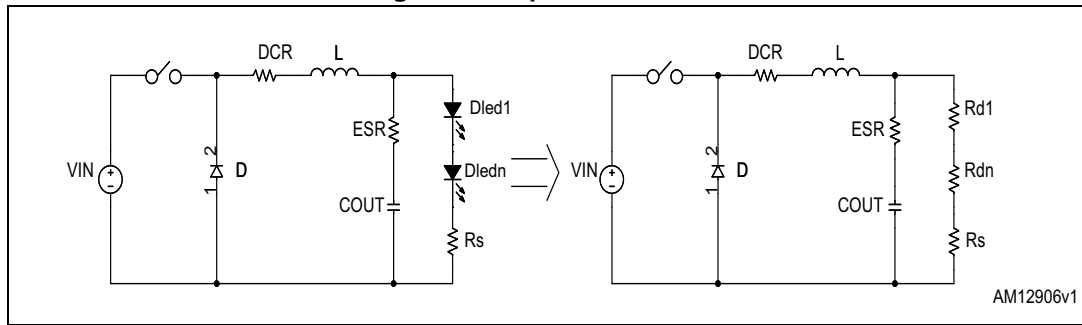 DCR L DCR L
Dled1 Rd1
ESR ESR
VIN 1 2 D Dledn VIN 1 2 D Rdn
COUT COUT
Rs Rs
AM12906v1